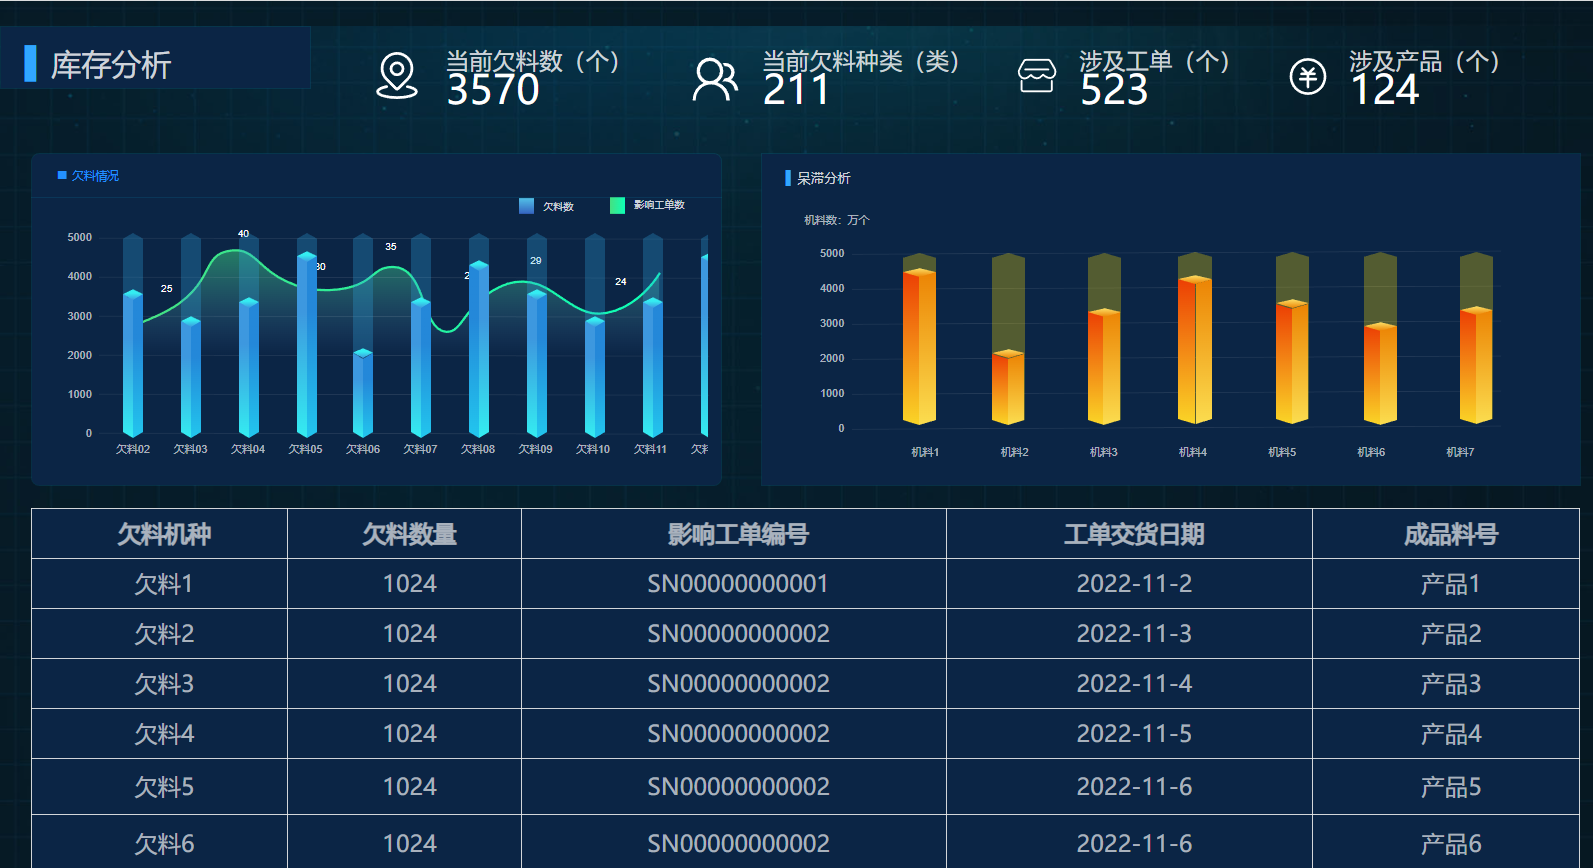 库存分析
当前欠料数（个）
3570
当前欠料种类（类）
211
涉及工单（个）
523
涉及产品（个）
124
欠料情况
欠料数
影响工单数
5000
4000
3000
2000
1000
0
25
40
30
35
29
24
欠料02 欠料03 欠料04 欠料05 欠料06 欠料07 欠料08 欠料09 欠料10 欠料11
呆滞分析
机料数：万个
5000
4000
3000
2000
1000
0
机料1 机料2 机料3 机料4 机料5 机料6 机料7
欠料机种 欠料数量 影响工单编号 工单交货日期 成品料号
欠料1 1024 SN00000000001 2022-11-2 产品1
欠料2 1024 SN00000000002 2022-11-3 产品2
欠料3 1024 SN00000000002 2022-11-4 产品3
欠料4 1024 SN00000000002 2022-11-5 产品4
欠料5 1024 SN00000000002 2022-11-6 产品5
欠料6 1024 SN00000000002 2022-11-6 产品6